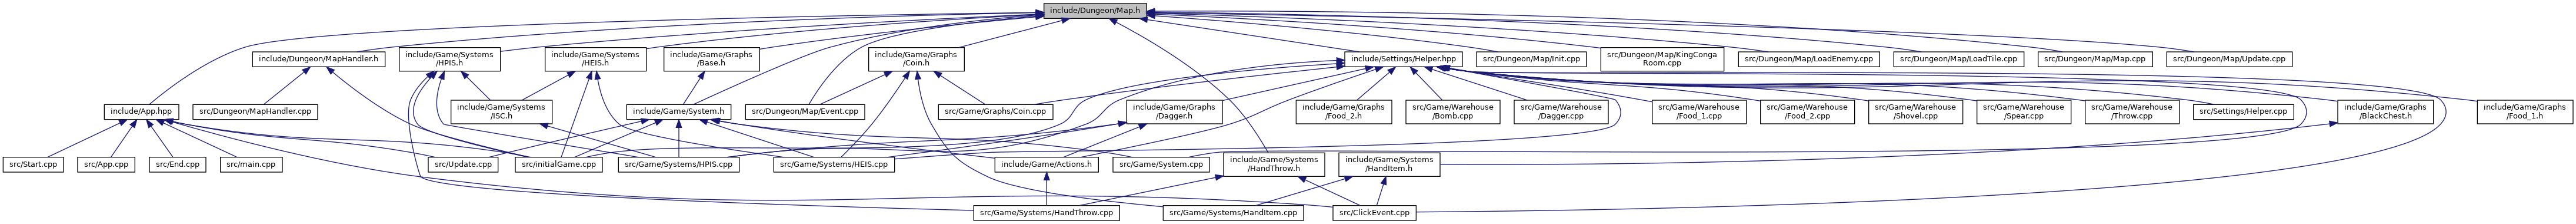 include/Dungeon/Map.h
include/Dungeon/MapHandler.h
include/Game/Systems
/HPIS.h
include/Game/Systems
/HEIS.h
include/Game/Graphs
/Base.h
include/Game/Graphs
/Coin.h
include/Settings/Helper.hpp
src/Dungeon/Map/Init.cpp
src/Dungeon/Map/KingConga
Room.cpp
src/Dungeon/Map/LoadEnemy.cpp
src/Dungeon/Map/LoadTile.cpp
src/Dungeon/Map/Map.cpp
src/Dungeon/Map/Update.cpp
include/App.hpp
src/Dungeon/MapHandler.cpp
include/Game/Systems
/ISC.h
include/Game/System.h
src/Dungeon/Map/Event.cpp
src/Game/Graphs/Coin.cpp
include/Game/Graphs
/Dagger.h
include/Game/Graphs
/Food_2.h
src/Game/Warehouse
/Bomb.cpp
src/Game/Warehouse
/Dagger.cpp
src/Game/Warehouse
/Food_1.cpp
src/Game/Warehouse
/Food_2.cpp
src/Game/Warehouse
/Shovel.cpp
src/Game/Warehouse
/Spear.cpp
src/Game/Warehouse
/Throw.cpp
src/Settings/Helper.cpp
include/Game/Graphs
/BlackChest.h
include/Game/Graphs
/Food_1.h
src/Start.cpp
src/App.cpp
src/End.cpp
src/main.cpp
src/Update.cpp
src/initialGame.cpp
src/Game/Systems/HPIS.cpp
src/Game/Systems/HEIS.cpp
include/Game/Actions.h
src/Game/System.cpp
include/Game/Systems
/HandThrow.h
include/Game/Systems
/HandItem.h
src/Game/Systems/HandThrow.cpp
src/Game/Systems/HandItem.cpp
src/ClickEvent.cpp